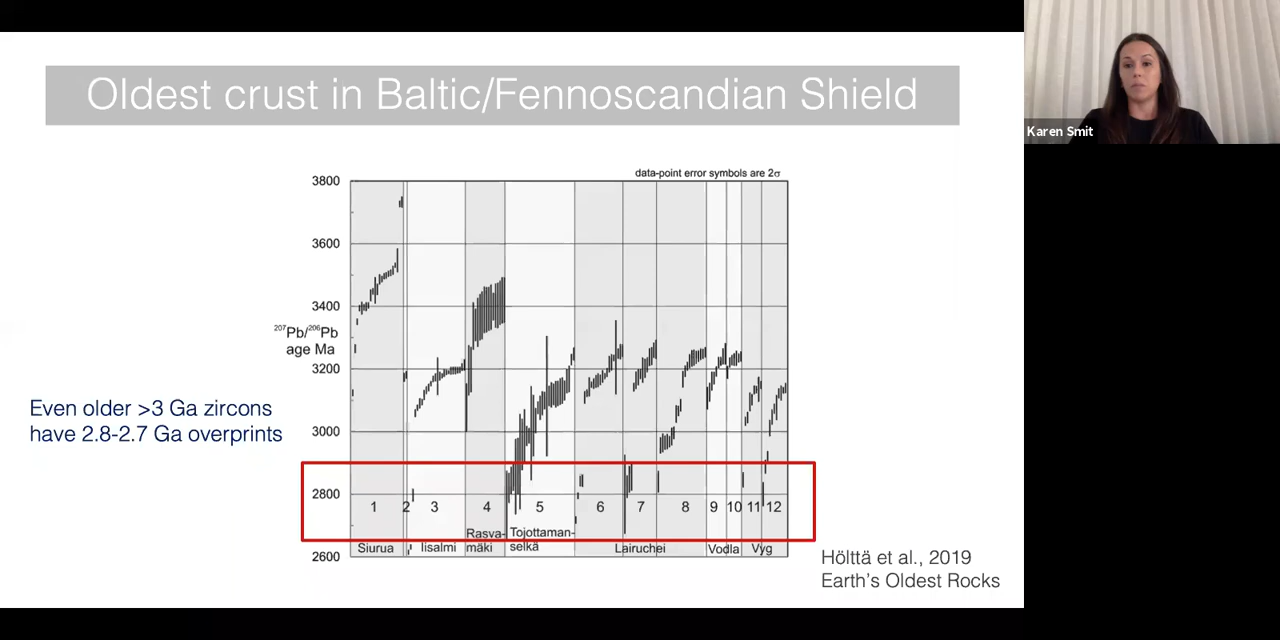 Oldest crust in Baltic/Fennoscandian Shield
Karen Smit
data-point error symbols are 2σ
3800
3600
3400
²⁰⁷Pb/²⁰⁶Pb
age Ma
3200
3000
2800
2600
Even older >3 Ga zircons
have 2.8-2.7 Ga overprints
1 2 3 4 5 6 7 8 9 10 11 12
Siurua
Iisalmi
Rasva-
mäki
Tojottaman-
selkä
Lairuchei
Vodla
Vyg
Hölttä et al., 2019
Earth's Oldest Rocks